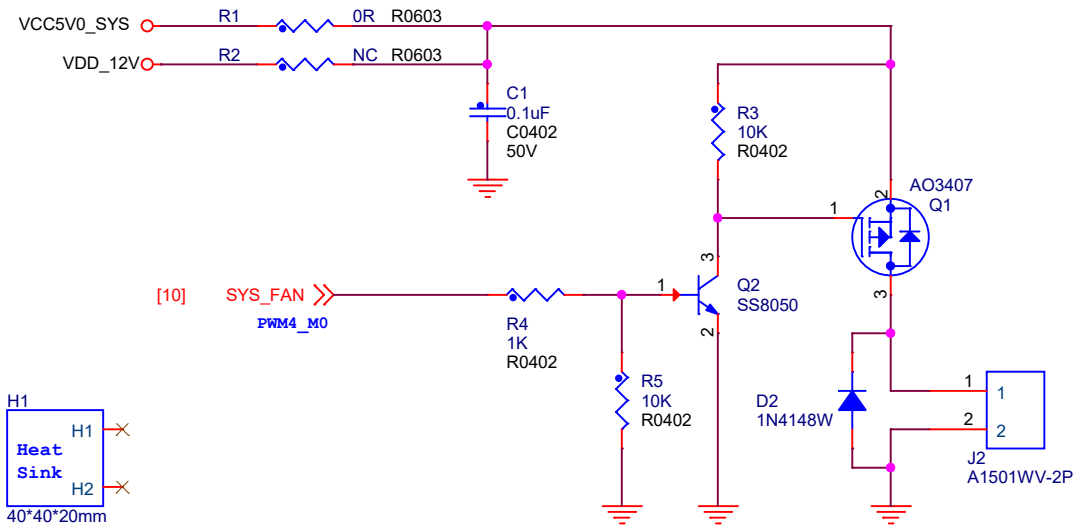 VCC5V0_SYS
R1
0R
R0603
VDD_12V
R2
NC
R0603
C1
0.1uF
C0402
50V
R3
10K
R0402
AO3407
Q1
1
2
3
[10]
SYS_FAN
PWM4_M0
R4
1K
R0402
1
3
2
Q2
SS8050
R5
10K
R0402
D2
1N4148W
1
2
1
2
J2
A1501WV-2P
H1
H1
H2
Heat
Sink
40*40*20mm